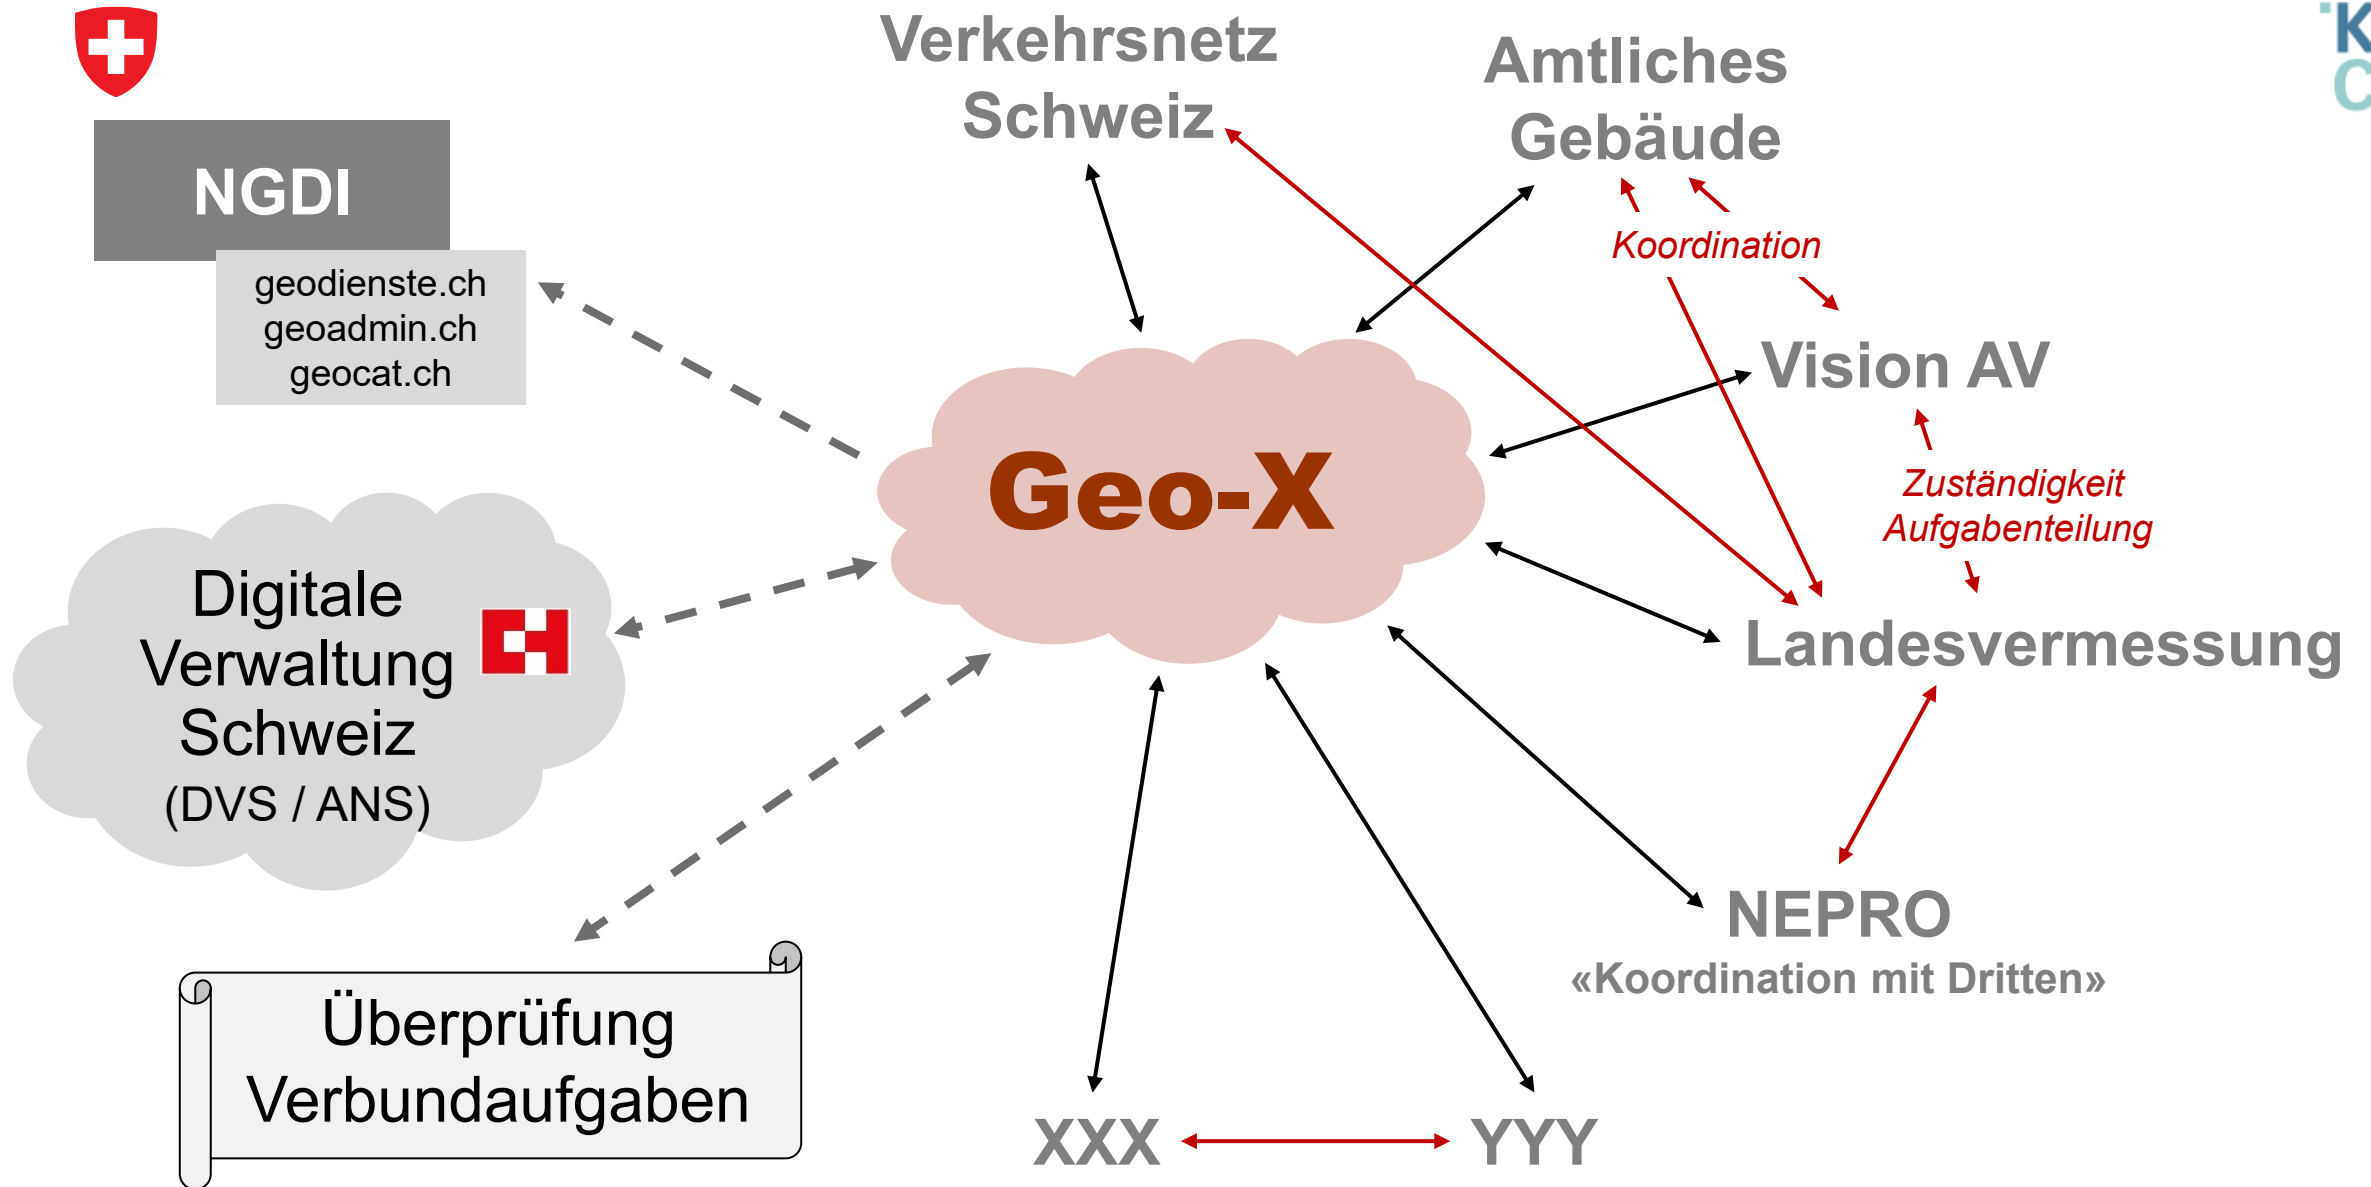 Verkehrsnetz
Schweiz
Amtliches
Gebäude
K
C
NGDI
geodienste.ch
geoadmin.ch
geocat.ch
Koordination
Vision AV
Geo-X
Zuständigkeit
Aufgabenteilung
Digitale
Verwaltung
Schweiz
(DVS / ANS)
Landesvermessung
NEPRO
«Koordination mit Dritten»
Überprüfung
Verbundaufgaben
XXX
YYY